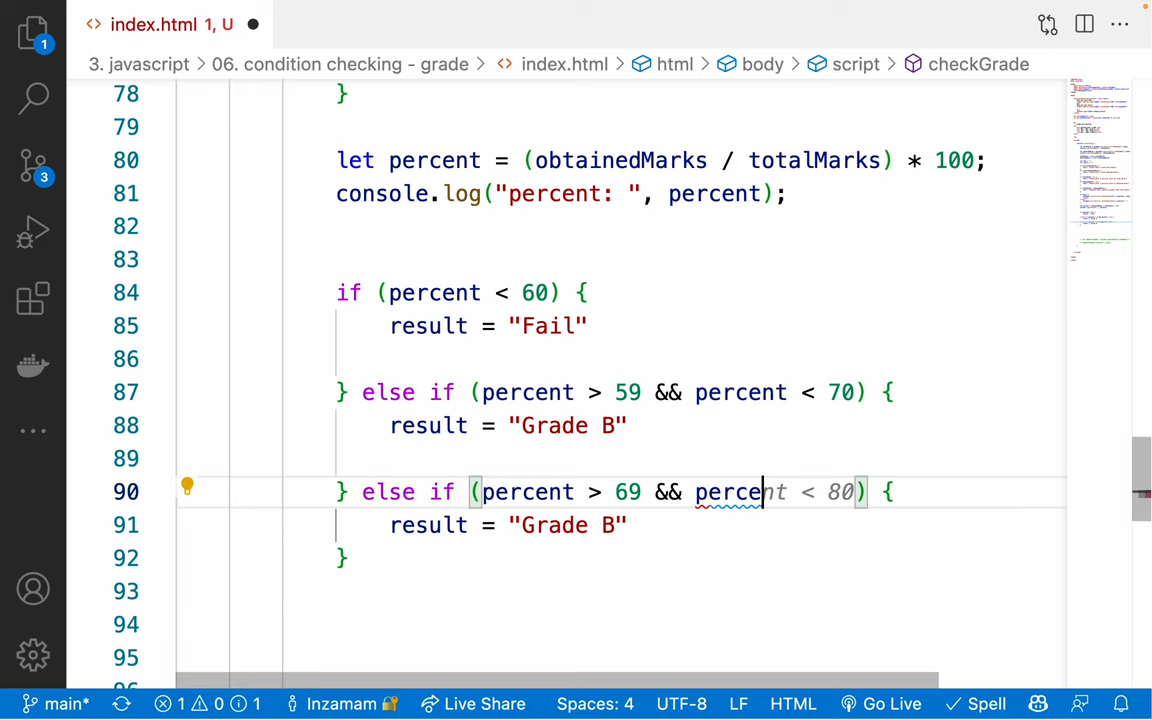 index.html 1, U
1
3. javascript > 06. condition checking - grade > index.html > html > body > script > checkGrade
78 }
79
80 let percent = (obtainedMarks / totalMarks) * 100;
81 console.log("percent: ", percent);
82
83
84 if (percent < 60) {
85 result = "Fail"
86
87 } else if (percent > 59 && percent < 70) {
88 result = "Grade B"
89
90 } else if (percent > 69 && percent < 80) {
91 result = "Grade B"
92 }
93
94
95
3
main* 1 0 1 Inzamam Live Share Spaces: 4 UTF-8 LF HTML Go Live Spell